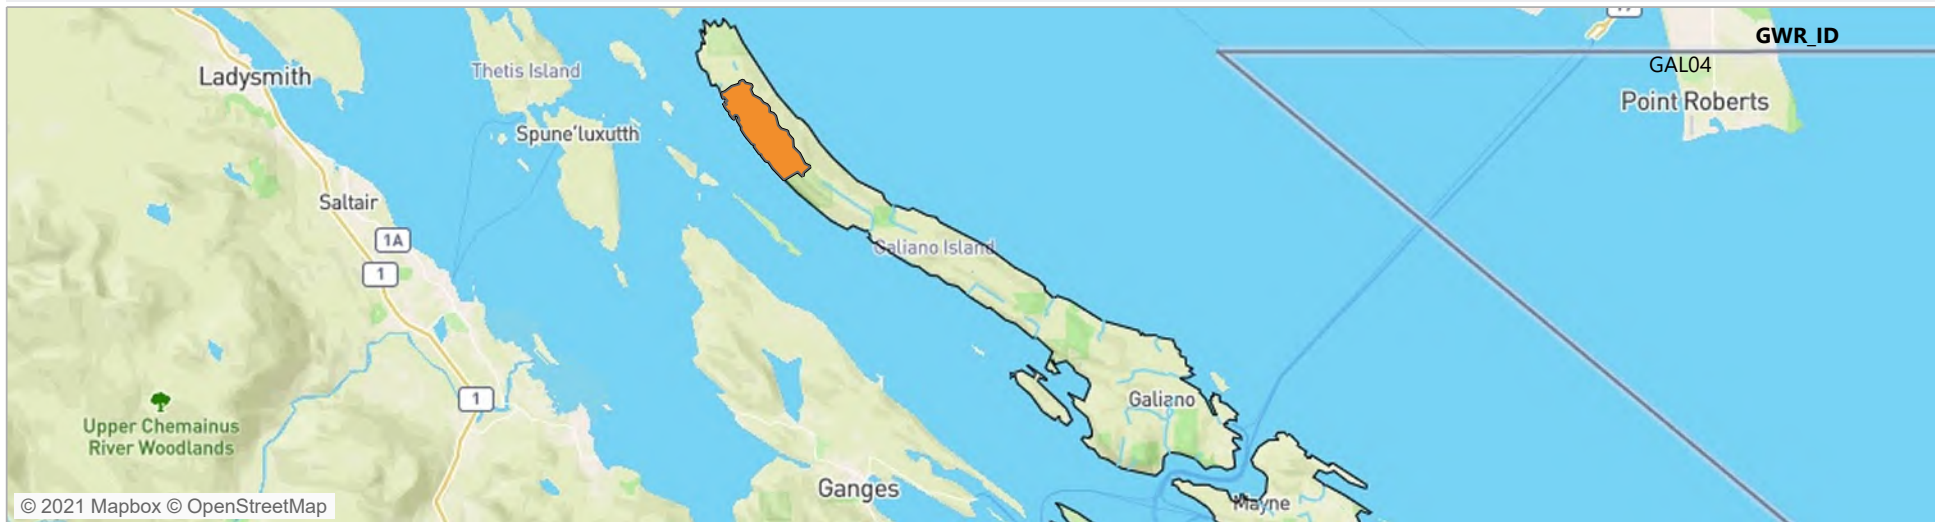 GWR_ID
GAL04
Point Roberts
Ladysmith
Thetis Island
Spune'luxutth
Saltair
1A
1
Galiano Island
1
Galiano
Upper Chemainus
River Woodlands
Ganges
Mayne
© 2021 Mapbox © OpenStreetMap